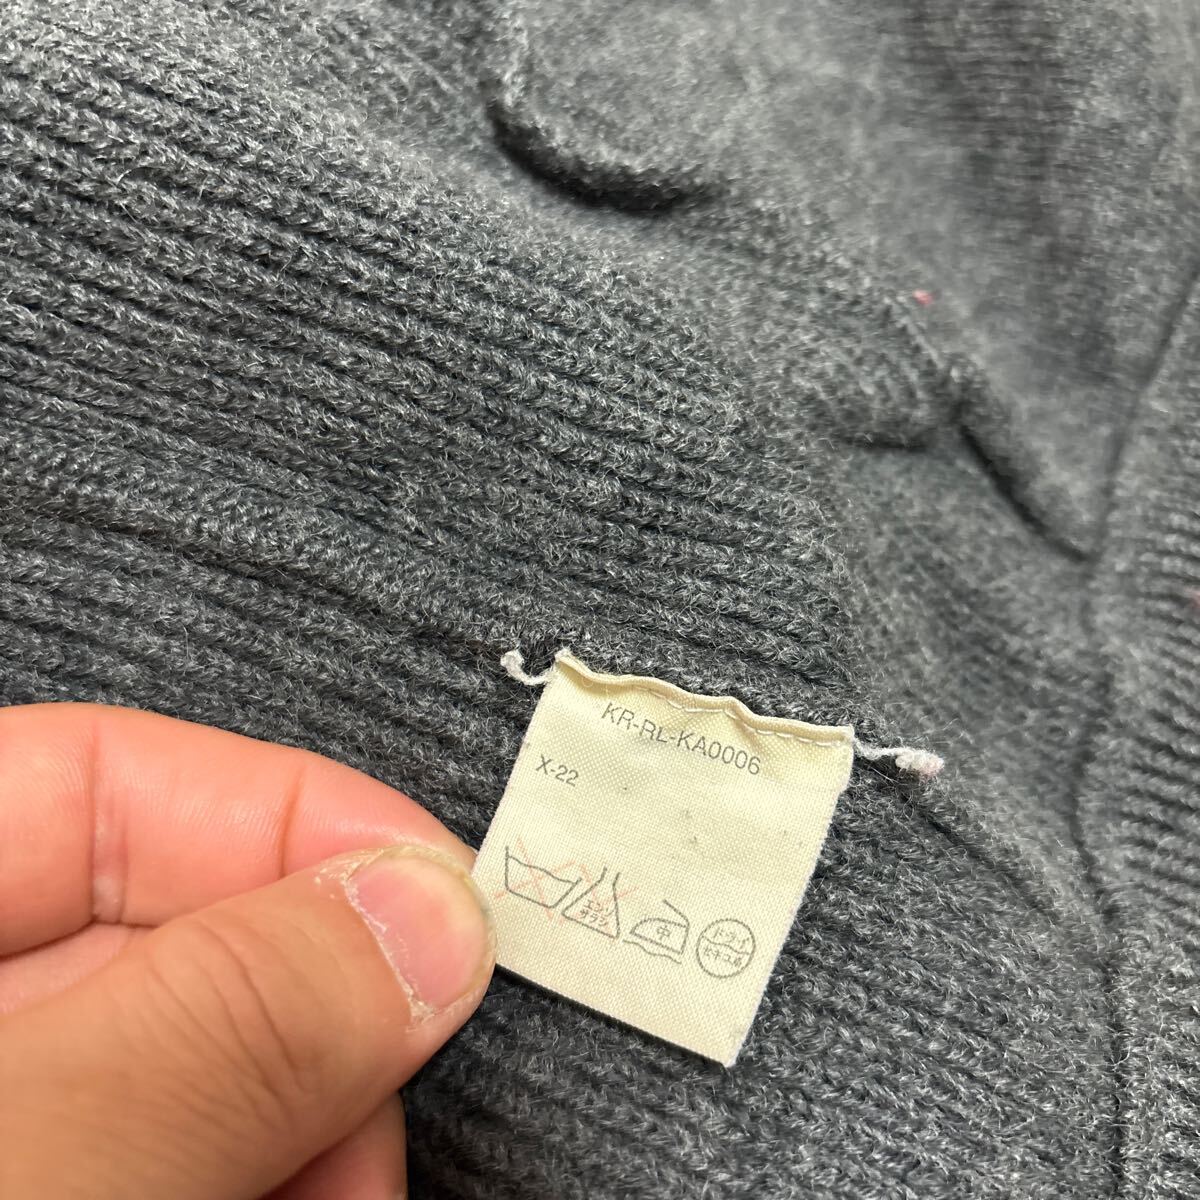 KR-RL-KA0006
X-22
エンソ
サラシ
中
ドライ
セキユ系